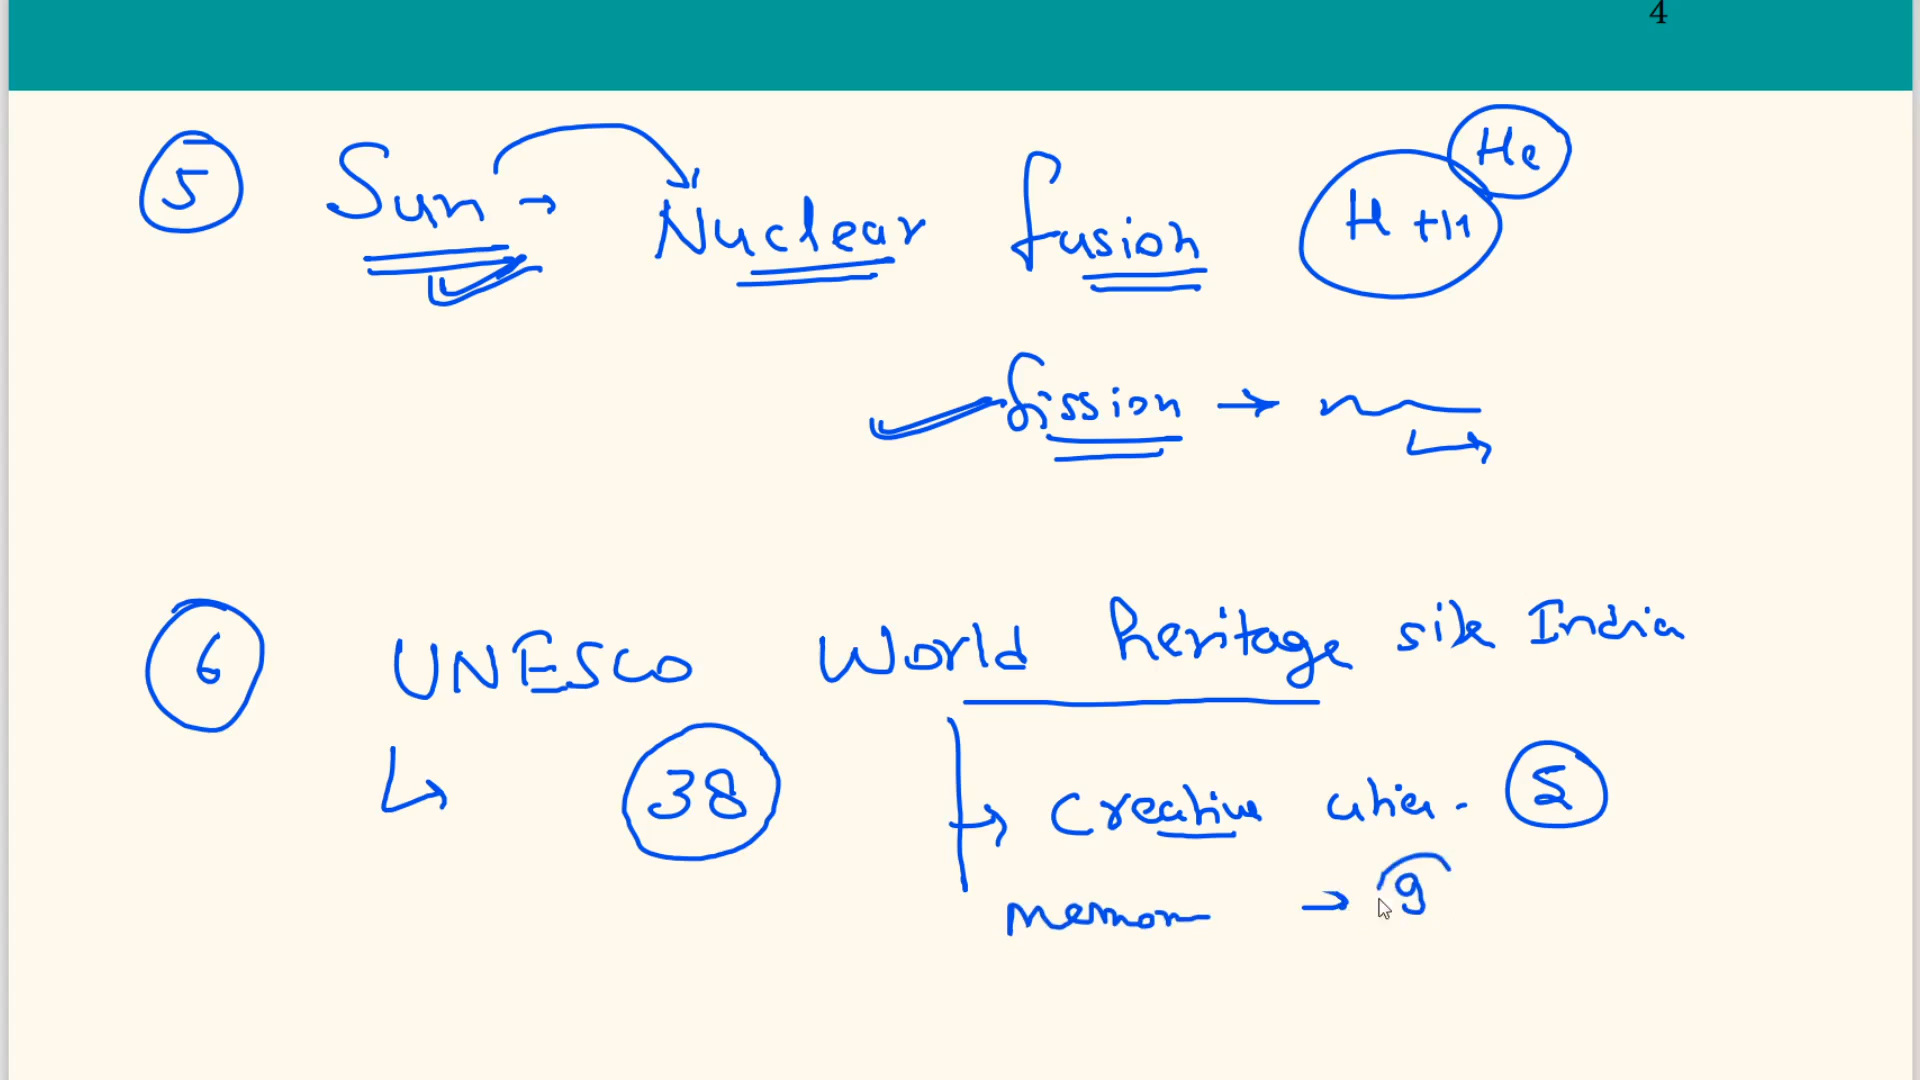 4
5 Sun → Nuclear fusion H + H He
fission →
6 UNESCO World heritage site India
38
Creative cities. 5
memory → 9